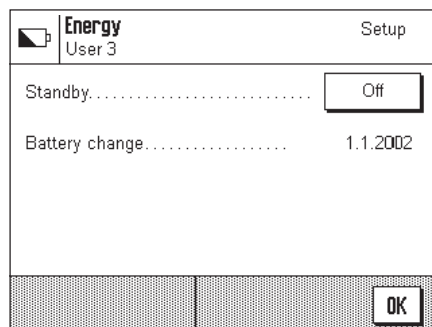 Energy
Setup
User 3
Standby........................... Off
Battery change................. 1.1.2002
OK